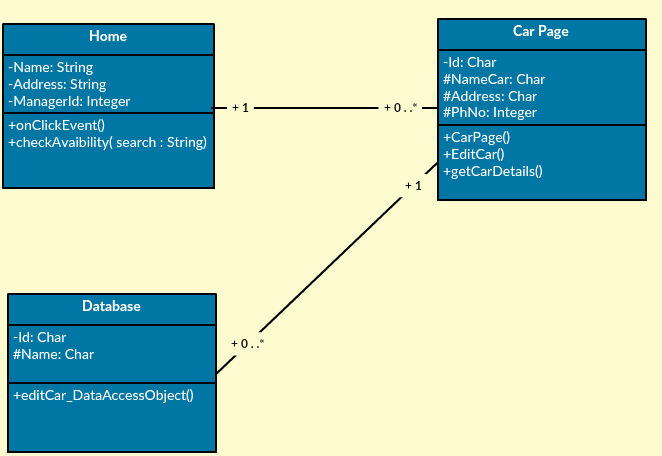 Home
-Name: String
-Address: String
-ManagerId: Integer
+onClickEvent()
+checkAvaibility( search : String)
+ 1
+ 0 . .*
Car Page
-Id: Char
#NameCar: Char
#Address: Char
#PhNo: Integer
+CarPage()
+EditCar()
+getCarDetails()
+ 1
+ 0 . .*
Database
-Id: Char
#Name: Char
+editCar_DataAccessObject()